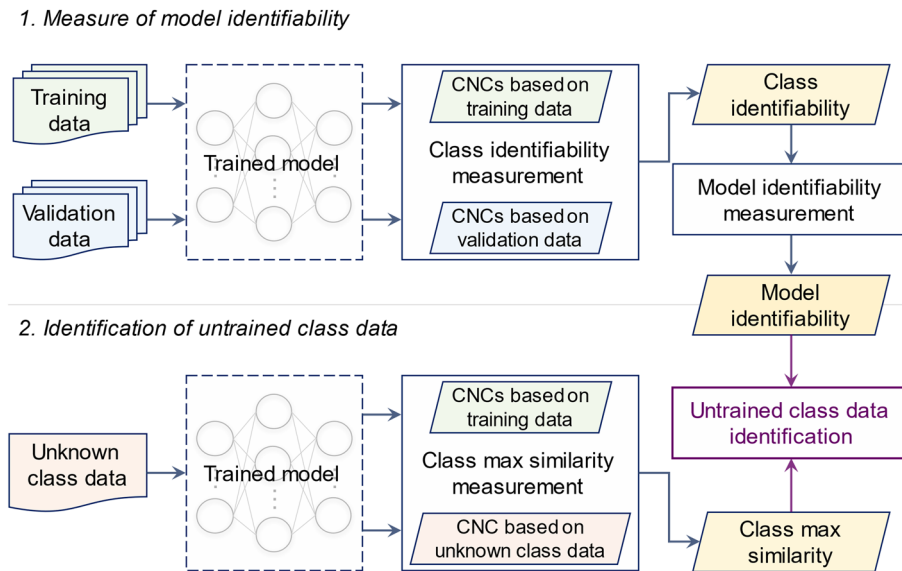 1. Measure of model identifiability
Training
data
Validation
data
Trained model
CNCs based on
training data
Class identifiability
measurement
CNCs based on
validation data
Class
identifiability
Model identifiability
measurement
Model
identifiability
2. Identification of untrained class data
Unknown
class data
Trained model
CNCs based on
training data
Class max similarity
measurement
CNC based on
unknown class data
Untrained class data
identification
Class max
similarity